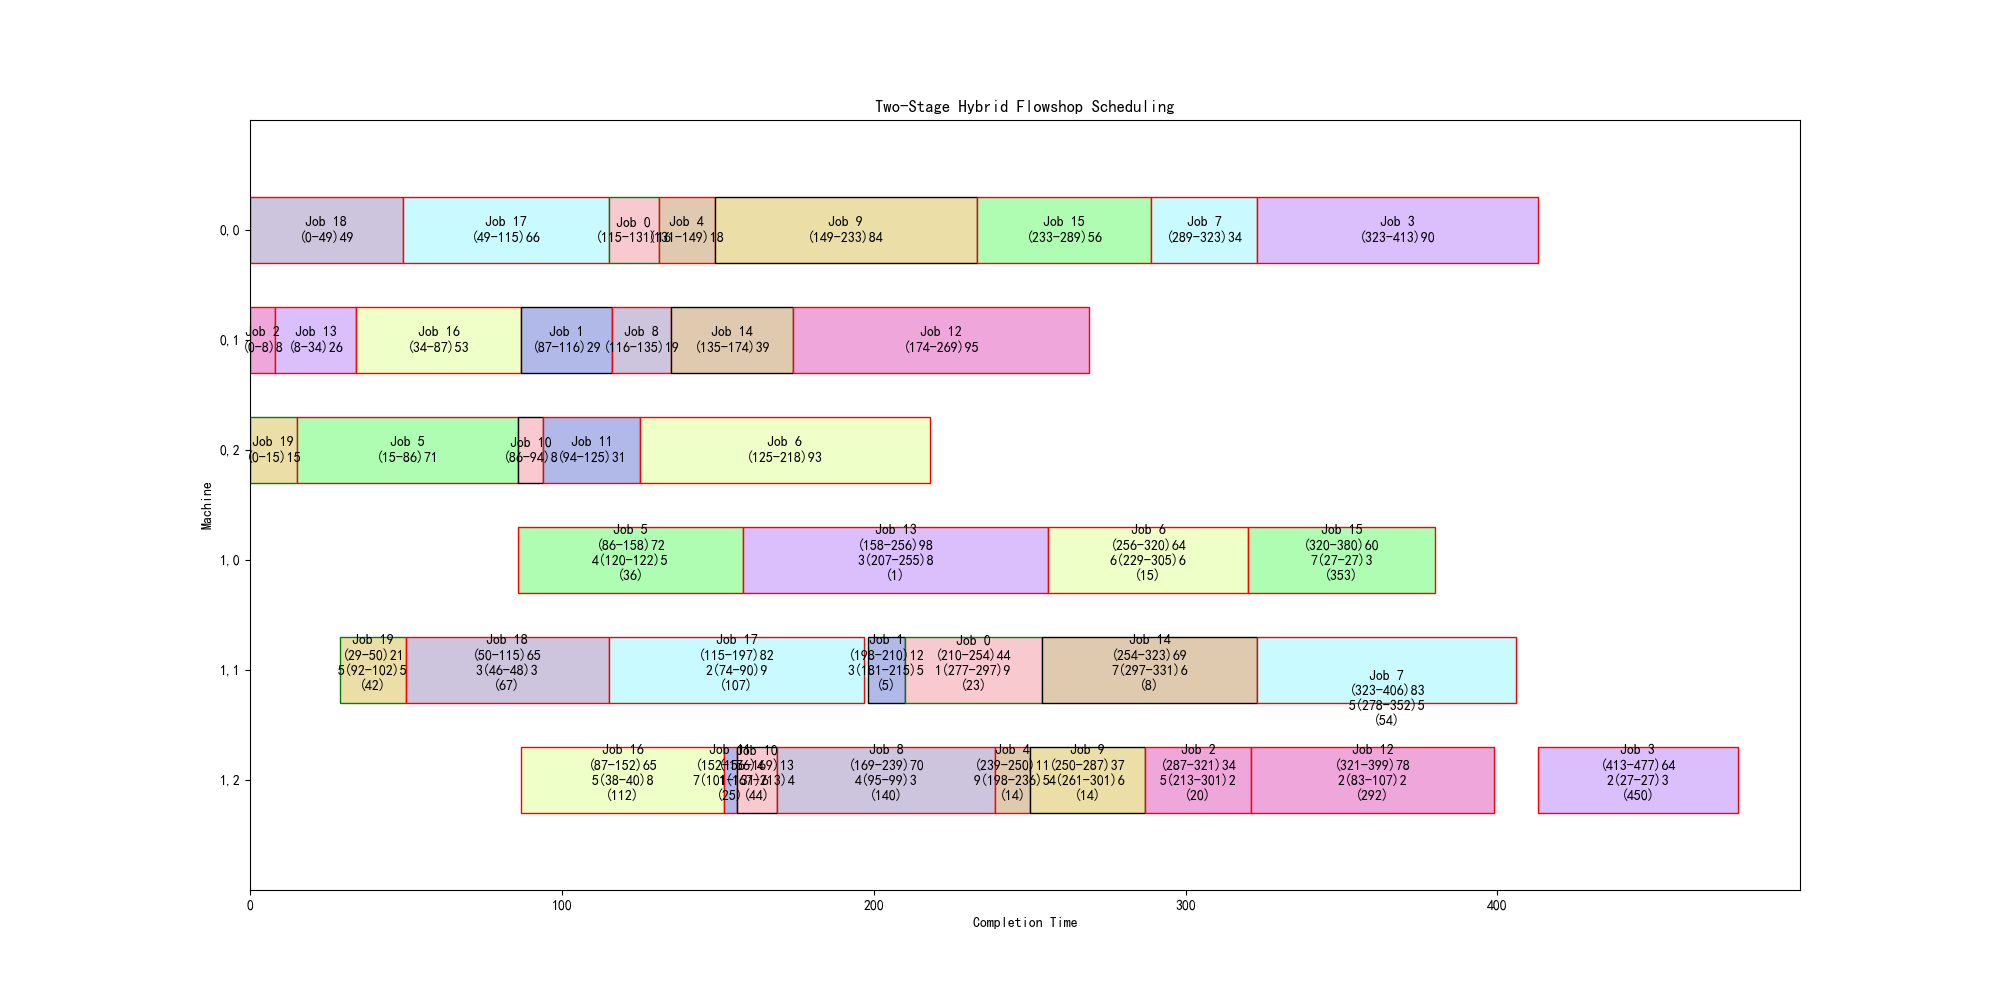 Two-Stage Hybrid Flowshop Scheduling
Machine
0,0
Job 18
(0-49)49
Job 17
(49-115)66
Job 0
(115-131)16
Job 4
(131-149)18
Job 9
(149-233)84
Job 15
(233-289)56
Job 7
(289-323)34
Job 3
(323-413)90
0,1
Job 2
(0-8)8
Job 13
(8-34)26
Job 16
(34-87)53
Job 1
(87-116)29
Job 8
(116-135)19
Job 14
(135-174)39
Job 12
(174-269)95
0,2
Job 19
(0-15)15
Job 5
(15-86)71
Job 10
(86-94)8
Job 11
(94-125)31
Job 6
(125-218)93
1,0
Job 5
(86-158)72
4(120-122)5
(36)
Job 13
(158-256)98
3(207-255)8
(1)
Job 6
(256-320)64
6(229-305)6
(15)
Job 15
(320-380)60
7(27-27)3
(353)
1,1
Job 19
(29-50)21
5(92-102)5
(42)
Job 18
(50-115)65
3(46-48)3
(67)
Job 17
(115-197)82
2(74-90)9
(107)
Job 1
(198-210)12
3(181-215)5
(5)
Job 0
(210-254)44
1(277-297)9
(23)
Job 14
(254-323)69
7(297-331)6
(8)
Job 7
(323-406)83
5(278-352)5
(54)
1,2
Job 16
(87-152)65
5(38-40)8
(112)
Job 11
(152-156)4
(25)
Job 10
(156-169)13
(44)
Job 8
(169-239)70
4(95-99)3
(140)
Job 4
(239-250)11
9(198-236)5
(14)
Job 9
(250-287)37
4(261-301)6
(14)
Job 2
(287-321)34
5(213-301)2
(20)
Job 12
(321-399)78
2(83-107)2
(292)
Job 3
(413-477)64
2(27-27)3
(450)
0
100
200
300
400
Completion Time